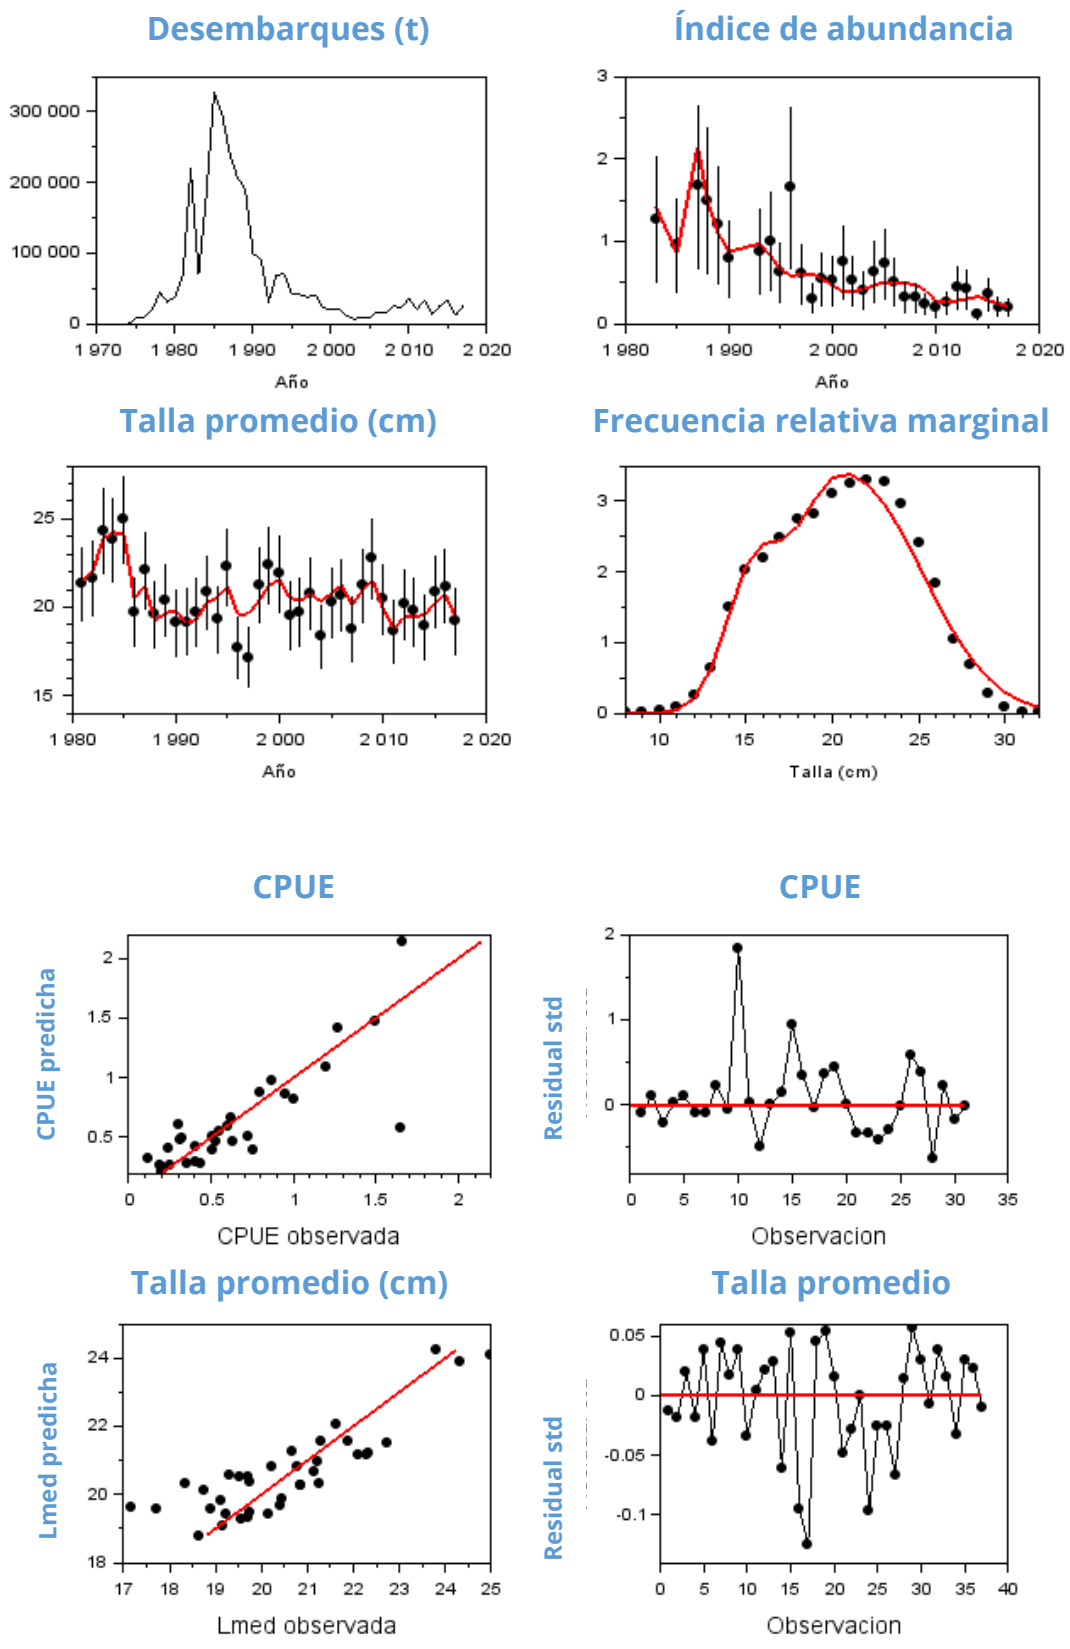 Desembarques (t)
Índice de abundancia
300 000
200 000
100 000
0
1 970 1 980 1 990 2 000 2 010 2 020
Año
3
2
1
0
1 980 1 990 2 000 2 010 2 020
Año
Talla promedio (cm)
Frecuencia relativa marginal
25
20
15
1 980 1 990 2 000 2 010 2 020
Año
3
2
1
0
10 15 20 25 30
Talla (cm)
CPUE
CPUE
CPUE predicha
2
1.5
1
0.5
0 0.5 1 1.5 2
CPUE observada
Residual std
2
1
0
0 5 10 15 20 25 30 35
Observacion
Talla promedio (cm)
Talla promedio
Lmed predicha
24
22
20
18
17 18 19 20 21 22 23 24 25
Lmed observada
Residual std
0.05
0
-0.05
-0.1
0 5 10 15 20 25 30 35 40
Observacion